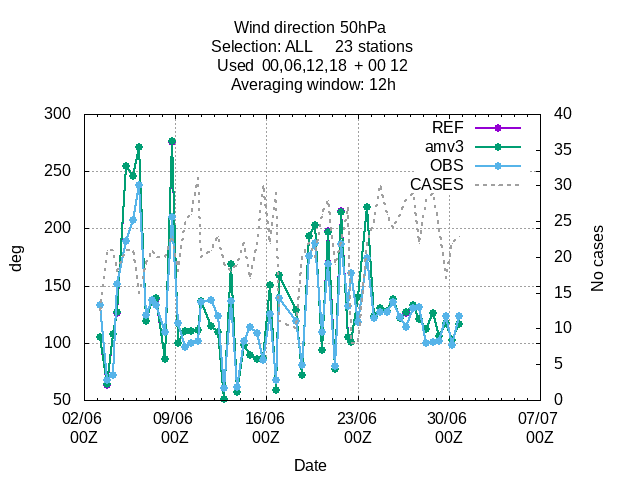 Wind direction 50hPa
Selection: ALL 23 stations
Used 00,06,12,18 + 00 12
Averaging window: 12h
REF
amv3
OBS
CASES
300
250
200
150
100
50
deg
40
35
30
25
20
15
10
5
0
No cases
02/06 09/06 16/06 23/06 30/06 07/07
00Z 00Z 00Z 00Z 00Z 00Z
Date